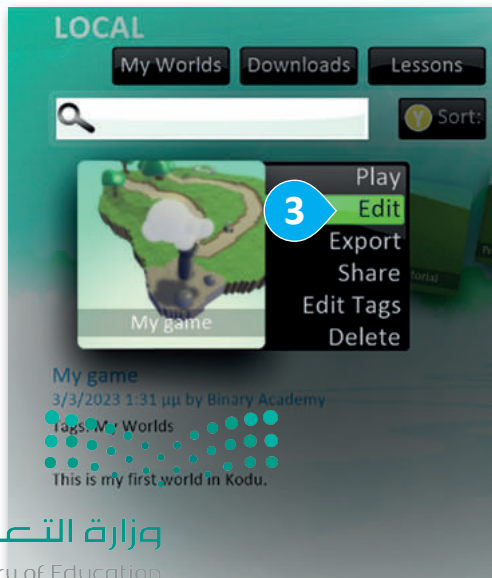 LOCAL
My Worlds Downloads Lessons
Y Sort:
Play
3 Edit
Export
Share
Edit Tags
Delete
My game
My game
3/3/2023 1:31 μμ by Binary Academy
Tags: My Worlds
This is my first world in Kodu.
وزارة التع
ry of Education